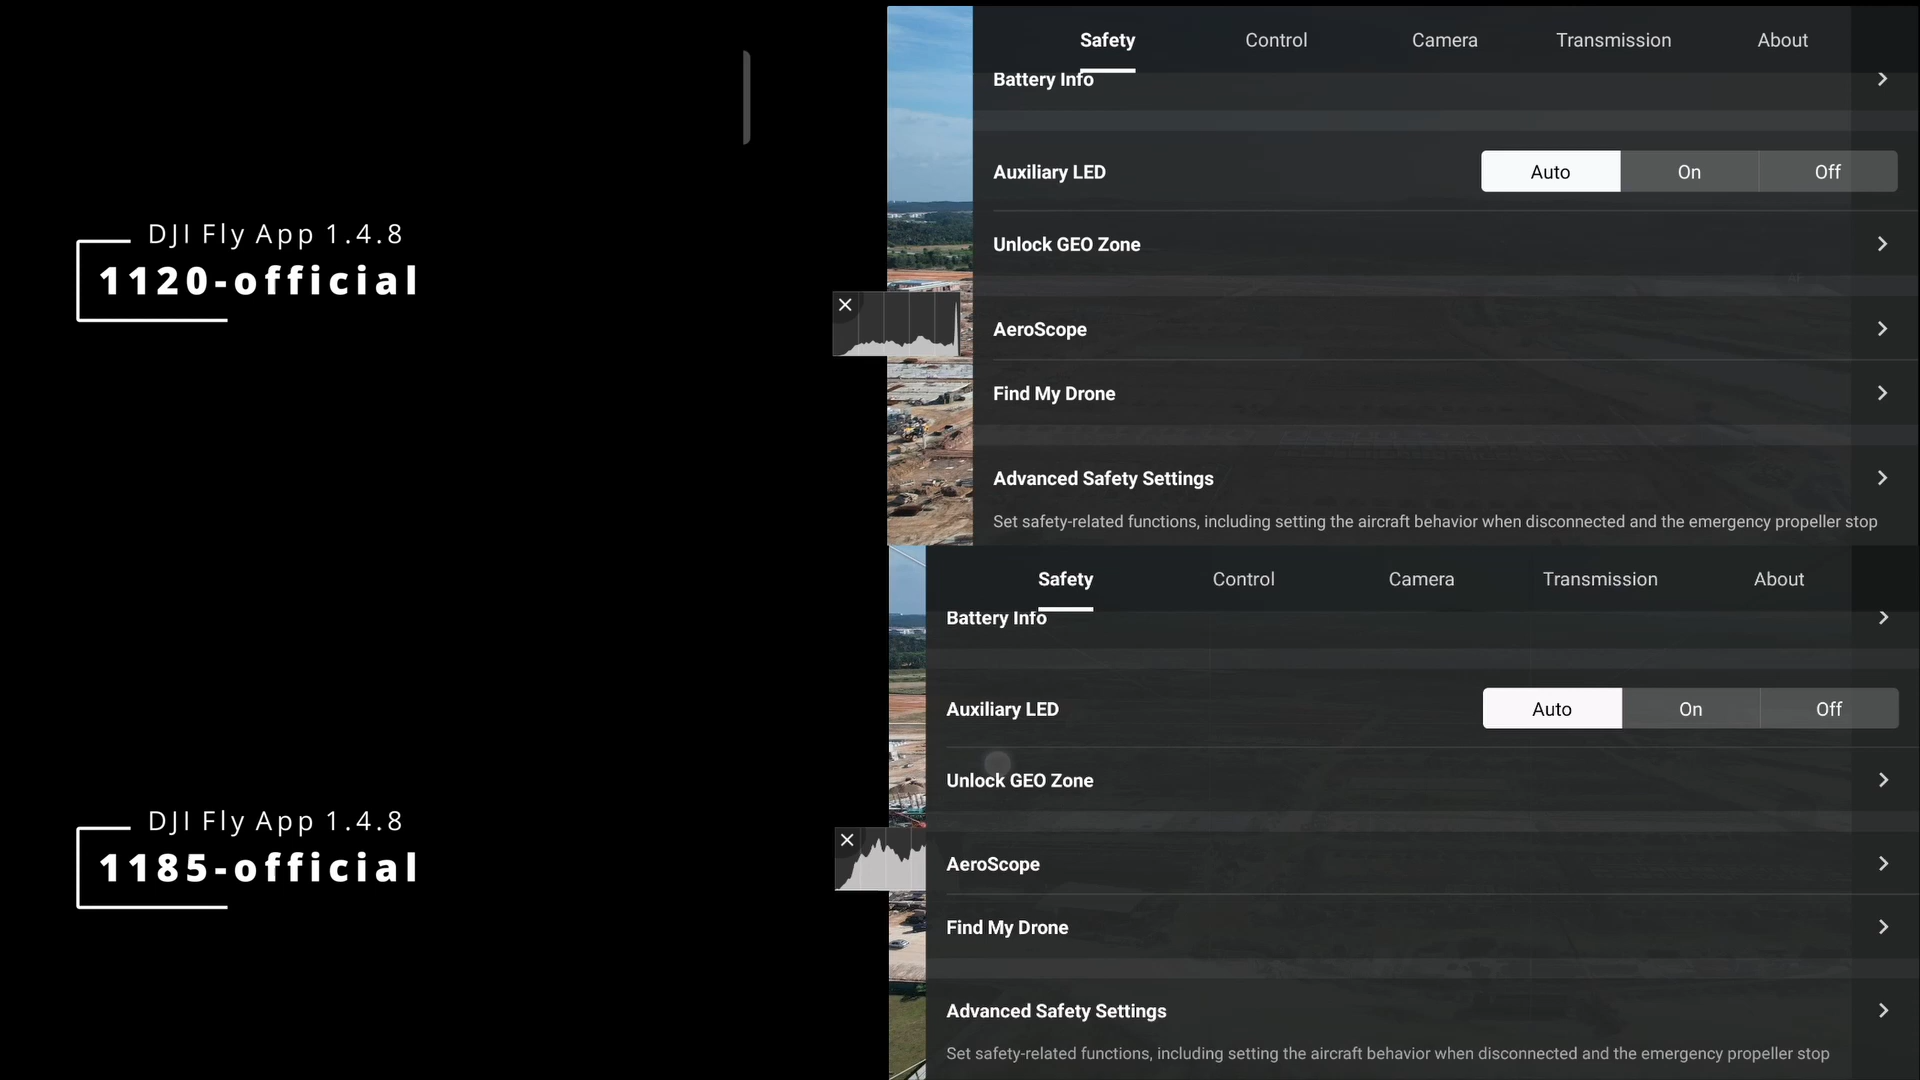 DJI Fly App 1.4.8
1120-official
Safety Control Camera Transmission About
Battery Info
Auxiliary LED Auto On Off
Unlock GEO Zone
AeroScope
Find My Drone
Advanced Safety Settings
Set safety-related functions, including setting the aircraft behavior when disconnected and the emergency propeller stop
DJI Fly App 1.4.8
1185-official
Safety Control Camera Transmission About
Battery Info
Auxiliary LED Auto On Off
Unlock GEO Zone
AeroScope
Find My Drone
Advanced Safety Settings
Set safety-related functions, including setting the aircraft behavior when disconnected and the emergency propeller stop